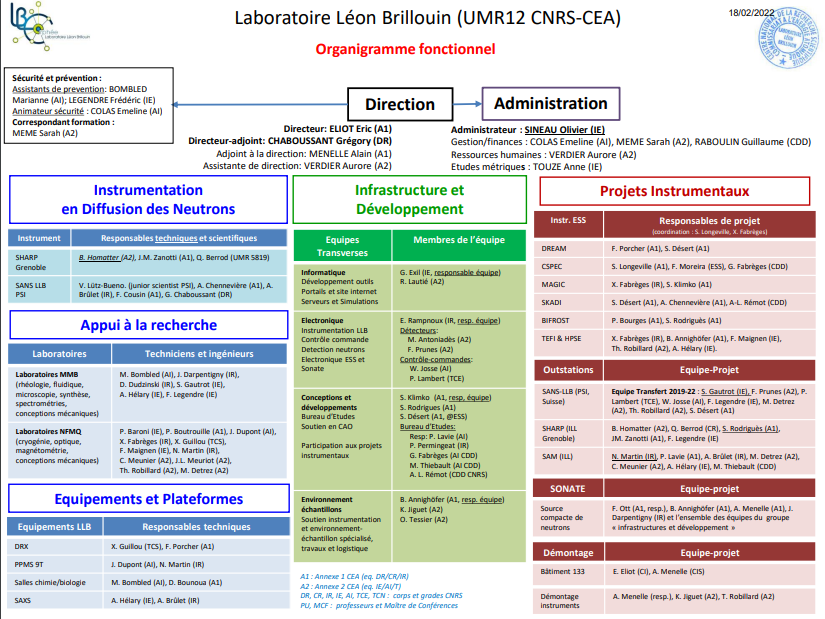 Laboratoire Léon Brillouin (UMR12 CNRS-CEA)
18/02/2022
Organigramme fonctionnel
Laboratoire Léon Brillouin
Sécurité et prévention :
Assistants de prevention: BOMBLED
Marianne (AI); LEGENDRE Frédéric (IE)
Animateur sécurité : COLAS Emeline (AI)
Correspondant formation :
MEME Sarah (A2)
Direction
Administration
Directeur: ELIOT Eric (A1)
Directeur-adjoint: CHABOUSSANT Grégory (DR)
Adjoint à la direction: MENELLE Alain (A1)
Assistante de direction: VERDIER Aurore (A2)
Administrateur : SINEAU Olivier (IE)
Gestion/finances : COLAS Emeline (AI), MEME Sarah (A2), RABOULIN Guillaume (CDD)
Ressources humaines : VERDIER Aurore (A2)
Etudes métriques : TOUZE Anne (IE)
Instrumentation
en Diffusion des Neutrons
Instrument
Responsables techniques et scientifiques
SHARP
Grenoble
B. Homatter (A2), J.M. Zanotti (A1), Q. Berrod (UMR 5819)
SANS LLB
PSI
V. Lütz-Bueno. (junior scientist PSI), A. Chennevière (A1), A.
Brûlet (IR), F. Cousin (A1), G. Chaboussant (DR)
Appui à la recherche
Laboratoires
Techniciens et ingénieurs
Laboratoires MMB
(rhéologie, fluidique,
microscopie, synthèse,
spectrométries,
conceptions mécaniques)
M. Bombled (AI), J. Darpentigny (IR),
D. Dudzinski (IR), S. Gautrot (IE),
A. Hélary (IE), F. Legendre (IE)
Laboratoires NFMQ
(cryogénie, optique,
magnétométrie,
conceptions mécaniques)
P. Baroni (IE), P. Boutrouille (A1), J. Dupont (AI)
X. Fabrèges (IR), X. Guillou (TCS),
F. Maignen (IE), N. Martin (IR)
C. Meunier (A2), J.L. Meuriot (A2),
Th. Robillard (A2), M. Detrez (A2)
Equipements et Plateformes
Equipements LLB
Responsables techniques
DRX
X. Guillou (TCS), F. Porcher (A1)
PPMS 9T
J. Dupont (AI), N. Martin (IR)
Salles chimie/biologie
M. Bombled (AI), D. Bounoua (A1)
SAXS
A. Hélary (IE), A. Brûlet (IR)
Infrastructure et
Développement
Equipes
Transverses
Membres de l'équipe
Informatique
Développement outils
Portails et site internet
Serveurs et Simulations
G. Exil (IE, responsable équipe)
R. Lautié (A2)
Electronique
Instrumentation LLB
Contrôle commande
Detection neutrons
Electronique ESS et
Sonate
E. Rampnoux (IR, resp. équipe)
Détecteurs:
M. Antoniadès (A2)
F. Prunes (A2)
Contrôle-commandes:
W. Josse (AI)
P. Lambert (TCE)
Conceptions et
développements
Bureau d'Etudes
Soutien en CAO
Participation aux projets
instrumentaux
S. Klimko (A1, resp, équipe)
S. Rodrigues (A1)
S. Désert (A1, @ESS)
Bureau d'Etudes:
Resp: P. Lavie (A1)
P. Permingeat (IR)
G. Fabrèges (AI CDD)
M. Thibault (AI CDD)
A. L. Rémot (CDD CNRS)
Environnement
échantillons
Soutien instrumentation
et environnement-
échantillon spécialisé,
travaux et logistique
B. Annighöfer (A1, resp. équipe)
K. Jiguet (A2)
O. Tessier (A2)
A1 : Annexe 1 CEA (eq. DR/CR/IR)
A2 : Annexe 2 CEA (eq. IE/AI/T)
DR, CR, IR, IE, AI, TCE, TCN : corps et grades CNRS
PU, MCF : professeurs et Maître de Conférences
Projets Instrumentaux
Instr. ESS
Responsables de projet
(coordination : S. Longeville, X. Fabrèges)
DREAM
F. Porcher (A1), S. Désert (A1)
CSPEC
S. Longeville (A1), F. Moreira (ESS), G. Fabrèges (CDD)
MAGIC
X. Fabrèges (IR), S. Klimko (A1)
SKADI
S. Désert (A1), A. Chennevière (A1), A-L. Rémot (CDD)
BIFROST
P. Bourges (A1), S. Rodriguès (A1)
TEFI & HPSE
X. Fabrèges (IR), B. Annighöfer (A1), F. Maignen (IE),
Th. Robillard (A2), A. Hélary (IE).
Outstations
Equipe-Projet
SANS-LLB (PSI,
Suisse)
Equipe Transfert 2019-22 : S. Gautrot (IE), F. Prunes (A2), P.
Lambert (TCE), W. Josse (AI), F. Legendre (IE), M. Detrez
(A2), Th. Robillard (A2), S. Désert (A1)
SHARP (ILL
Grenoble)
B. Homatter (A2), Q. Berrod (CR), S. Rodriguès (A1),
JM. Zanotti (A1), F. Legendre (IE)
SAM (ILL)
N. Martin (IR), P. Lavie (A1), A. Brûlet (IR), M. Detrez (A2),
C. Meunier (A2), A. Hélary (IE), M. Thibault (CDD)
SONATE
Equipe-projet
Source
compacte de
neutrons
F. Ott (A1, resp.), B. Annighöfer (A1), A. Menelle (A1), J.
Darpentigny (IR) et l'ensemble des équipes du groupe
« Infrastructures et développement »
Démontage
Equipe-projet
Bâtiment 133
E. Eliot (CI), A. Menelle (CIS)
Démontage
instruments
A. Menelle (resp.), K. Jiguet (A2), T. Robillard (A2)